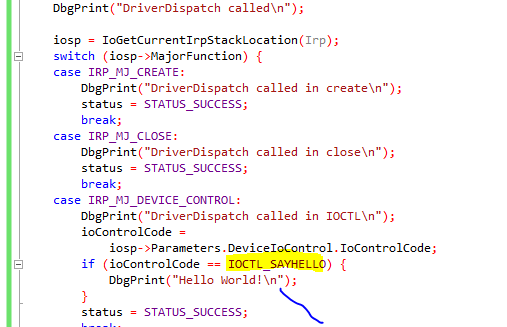 DbgPrint("DriverDispatch called\n");
iosp = IoGetCurrentIrpStackLocation(Irp);
switch (iosp->MajorFunction) {
case IRP_MJ_CREATE:
DbgPrint("DriverDispatch called in create\n");
status = STATUS_SUCCESS;
break;
case IRP_MJ_CLOSE:
DbgPrint("DriverDispatch called in close\n");
status = STATUS_SUCCESS;
break;
case IRP_MJ_DEVICE_CONTROL:
DbgPrint("DriverDispatch called in IOCTL\n");
ioControlCode =
iosp->Parameters.DeviceIoControl.IoControlCode;
if (ioControlCode == IOCTL_SAYHELLO) {
DbgPrint("Hello World!\n");
}
status = STATUS_SUCCESS;